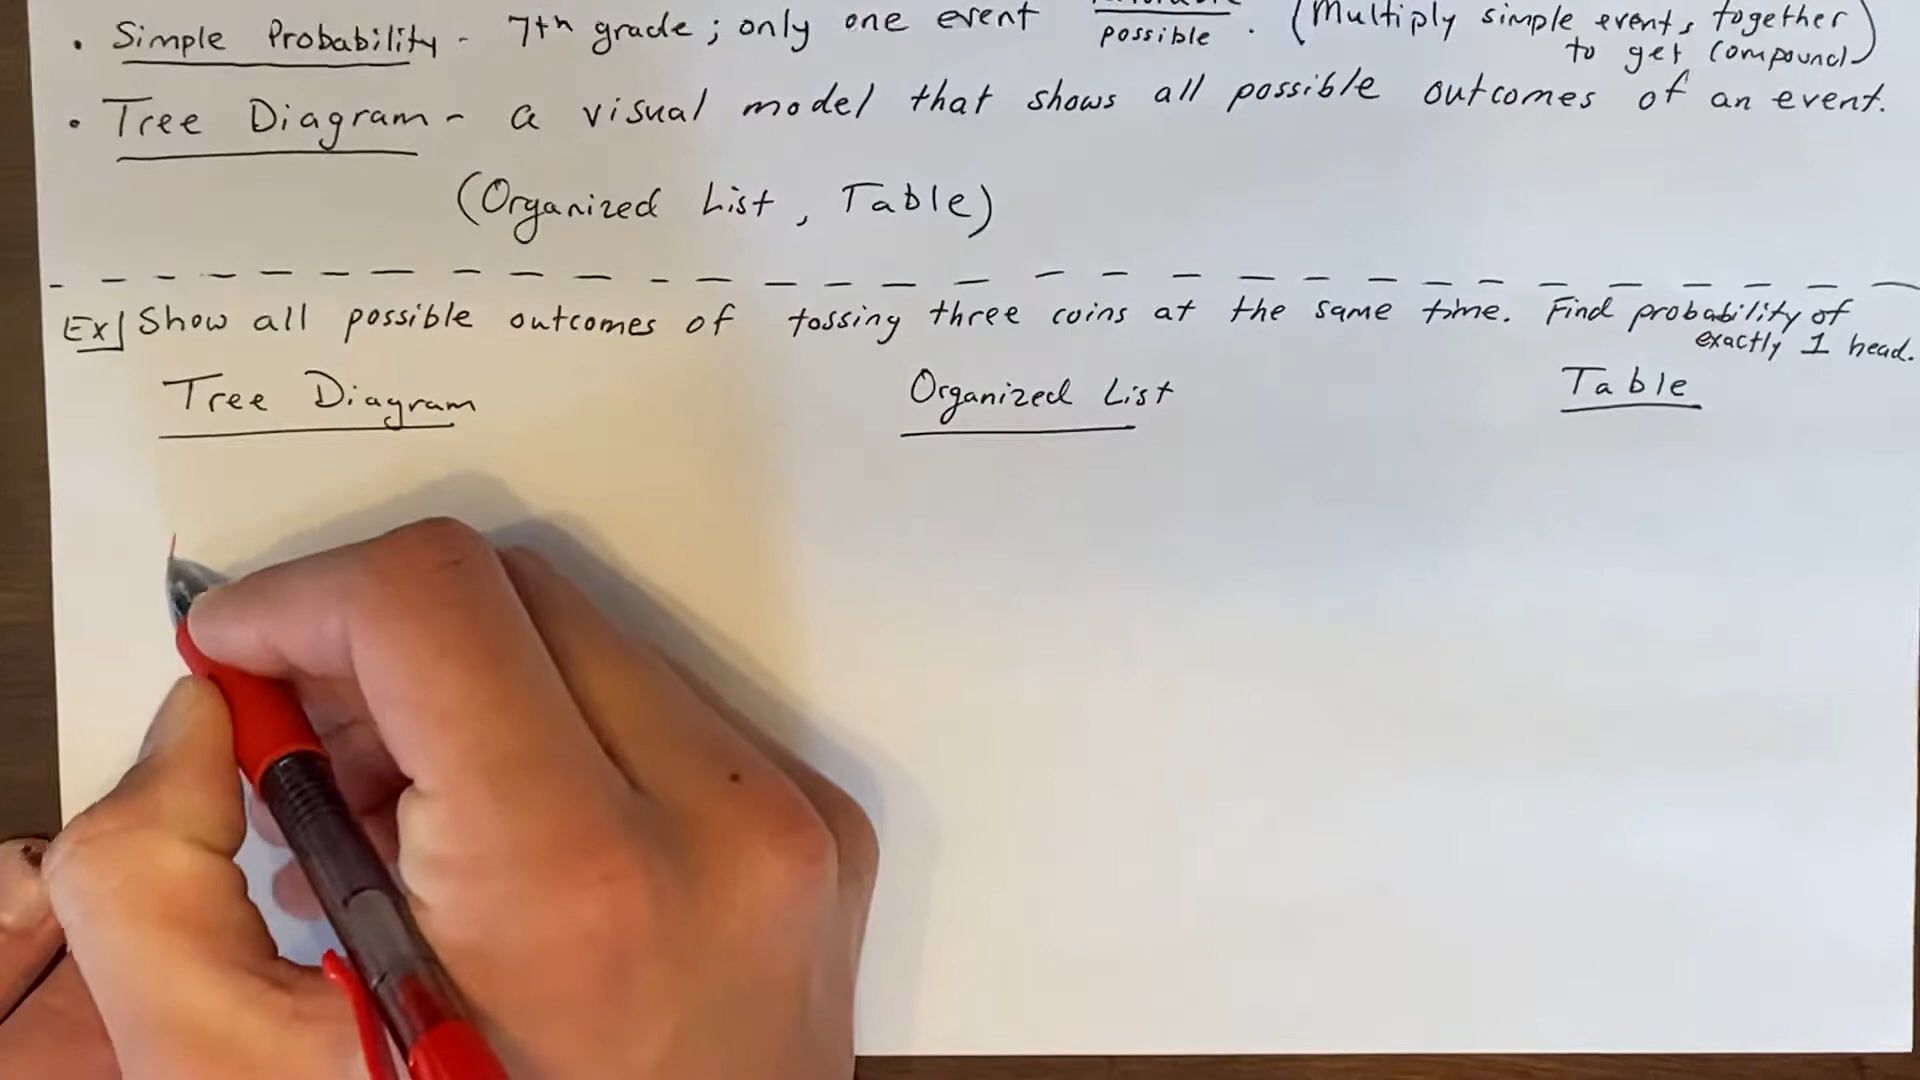 • Simple Probability - 7th grade; only one event possible . (Multiply simple events together
to get compound)
• Tree Diagram - a visual model that shows all possible outcomes of an event.
(Organized List , Table)
Ex| Show all possible outcomes of tossing three coins at the same time. Find probability of
exactly 1 head.
Tree Diagram Organized List Table